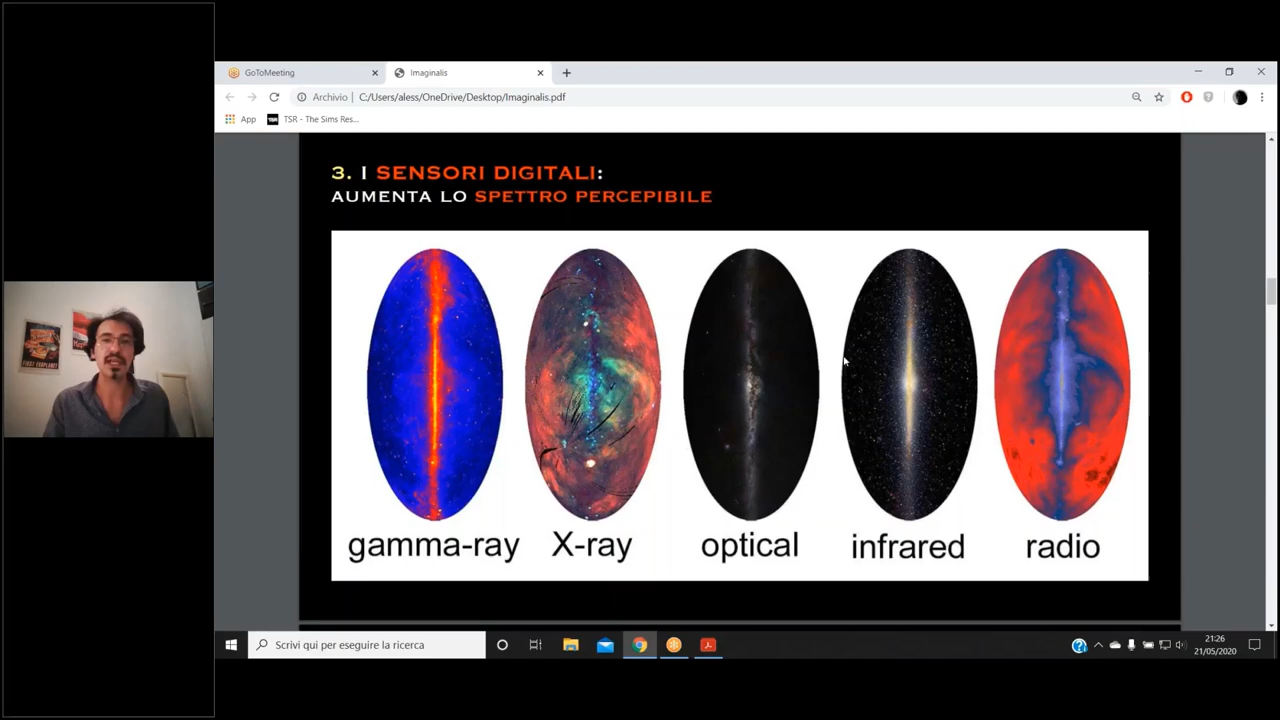 GoToMeeting
Imaginalis
Archivio
C:/Users/aless/OneDrive/Desktop/Imaginalis.pdf
App
TSR - The Sims Res...
3. I SENSORI DIGITALI:
AUMENTA LO SPETTRO PERCEPIBILE
gamma-ray
X-ray
optical
infrared
radio
FIRST EXOPLANET
Scrivi qui per eseguire la ricerca
21:26
21/05/2020